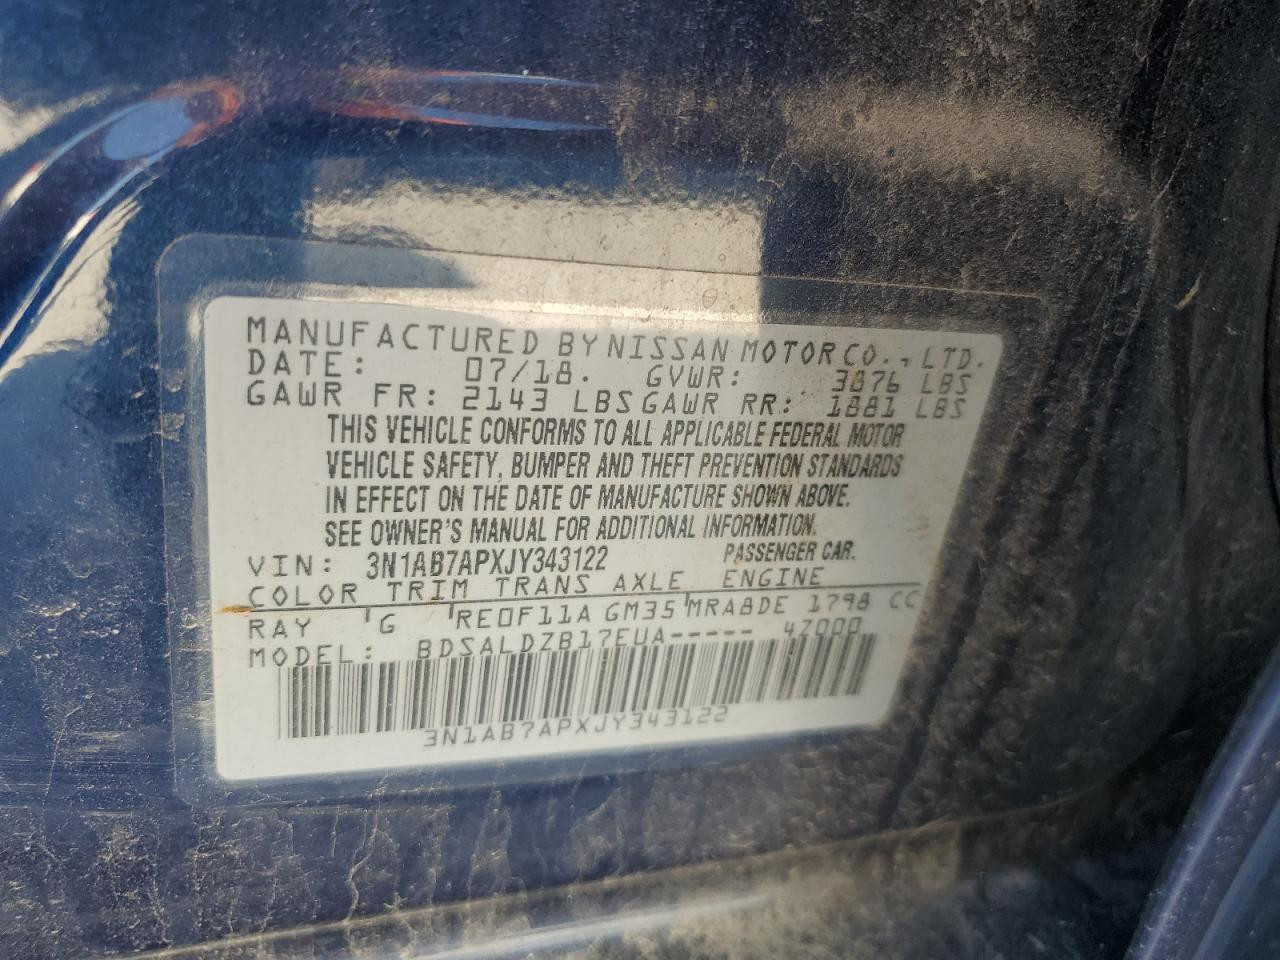 MANUFACTURED BY NISSAN MOTOR CO., LTD.
DATE: 07/18. GVWR: 3876 LBS
GAWR FR: 2143 LBS GAWR RR: 1881 LBS
THIS VEHICLE CONFORMS TO ALL APPLICABLE FEDERAL MOTOR
VEHICLE SAFETY, BUMPER AND THEFT PREVENTION STANDARDS
IN EFFECT ON THE DATE OF MANUFACTURE SHOWN ABOVE.
SEE OWNER'S MANUAL FOR ADDITIONAL INFORMATION.
VIN: 3N1AB7APXJY343122 PASSENGER CAR.
COLOR TRIM TRANS AXLE ENGINE
RAY G RE0F11A GM35 MRA8DE 1798 CC
MODEL: BDSALDZB17EUA----- 47000
3N1AB7APXJY343122